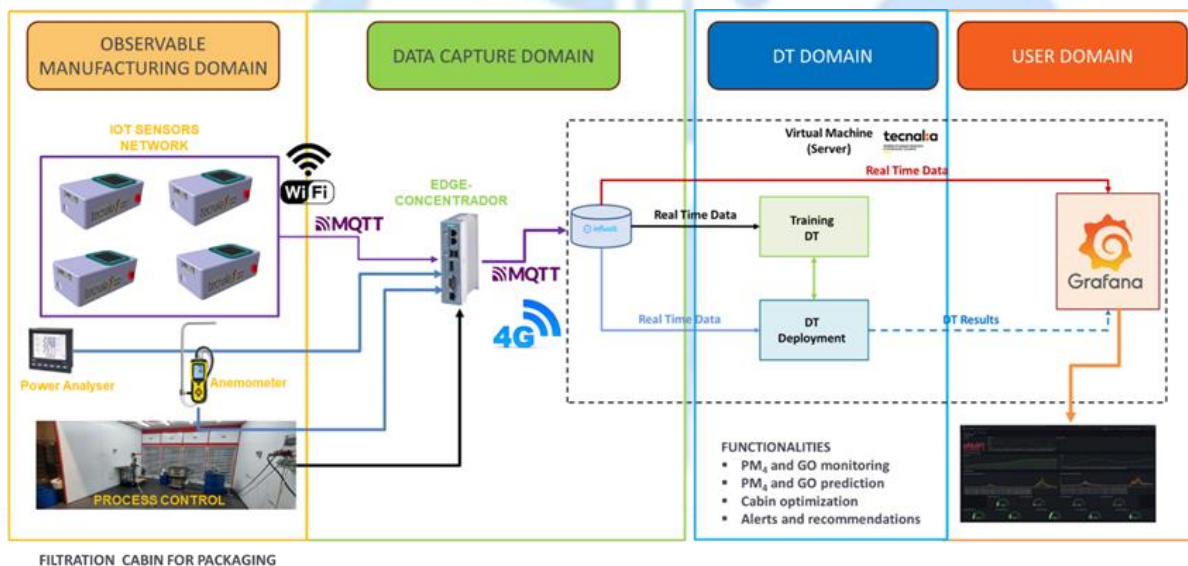 OBSERVABLE
MANUFACTURING DOMAIN
DATA CAPTURE DOMAIN
DT DOMAIN
USER DOMAIN
IOT SENSORS
NETWORK
WiFi
MQTT
EDGE-
CONCENTRADOR
MQTT
4G
Virtual Machine
(Server)
tecnal:a
Real Time Data
Real Time Data
Training
DT
Grafana
Real Time Data
DT
Deployment
DT Results
Power Analyser
Anemometer
PROCESS CONTROL
FUNCTIONALITIES
▪ PM₄ and GO monitoring
▪ PM₄ and GO prediction
▪ Cabin optimization
▪ Alerts and recommendations
FILTRATION CABIN FOR PACKAGING